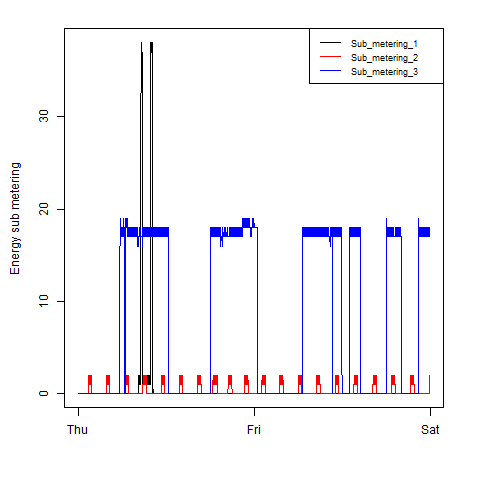 Sub_metering_1
Sub_metering_2
Sub_metering_3
Energy sub metering
30
20
10
0
Thu Fri Sat